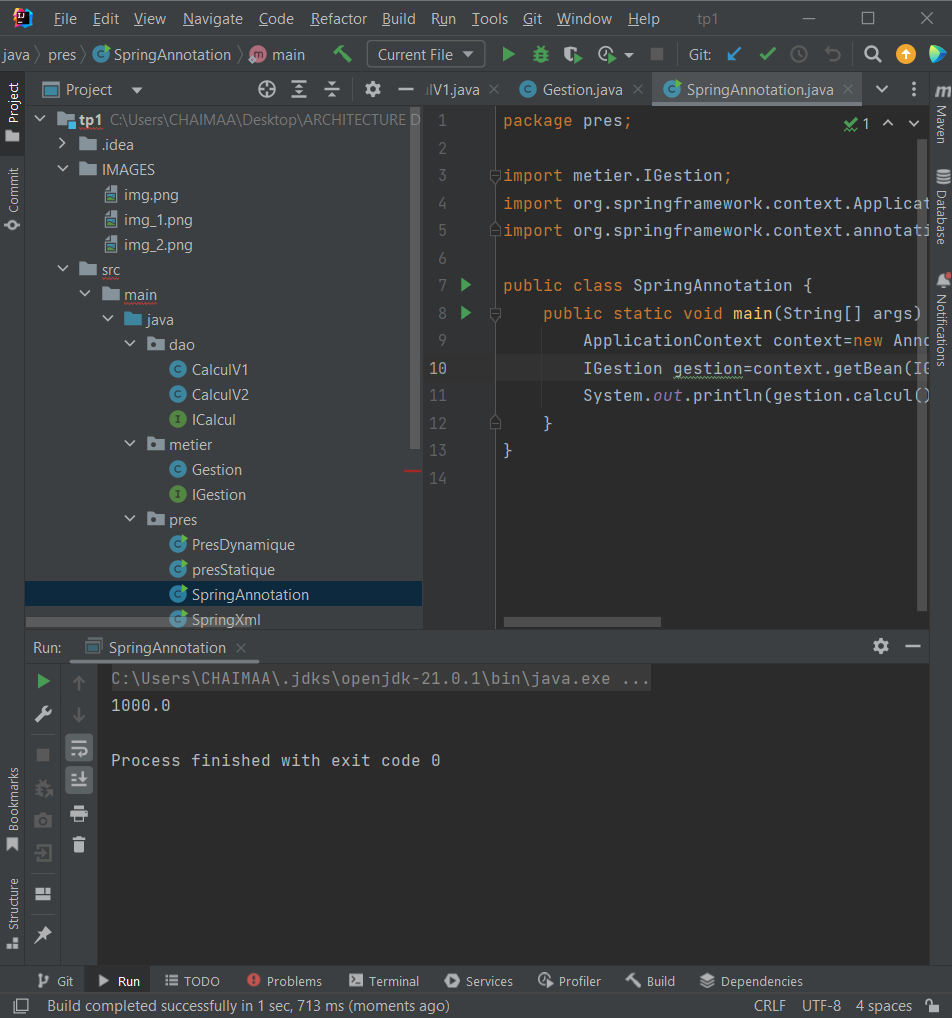 File Edit View Navigate Code Refactor Build Run Tools Git Window Help tp1
java pres SpringAnnotation main Current File Git:
Project
lV1.java Gestion.java SpringAnnotation.java
Project
Commit
Bookmarks
Structure
tp1 C:\Users\CHAIMAA\Desktop\ARCHITECTURE D
.idea
IMAGES
img.png
img_1.png
img_2.png
src
main
java
dao
CalculV1
CalculV2
ICalcul
metier
Gestion
IGestion
pres
PresDynamique
presStatique
SpringAnnotation
SpringXml
1 package pres;
1
2
3 import metier.IGestion;
4 import org.springframework.context.Applicat
5 import org.springframework.context.annotati
6
7 public class SpringAnnotation {
8 public static void main(String[] args)
9 ApplicationContext context=new Anno
10 IGestion gestion=context.getBean(IG
11 System.out.println(gestion.calcul()
12 }
13 }
14
Maven
Database
Notifications
Run: SpringAnnotation
C:\Users\CHAIMAA\.jdks\openjdk-21.0.1\bin\java.exe ...
1000.0
Process finished with exit code 0
Git Run TODO Problems Terminal Services Profiler Build Dependencies
Build completed successfully in 1 sec, 713 ms (moments ago) CRLF UTF-8 4 spaces